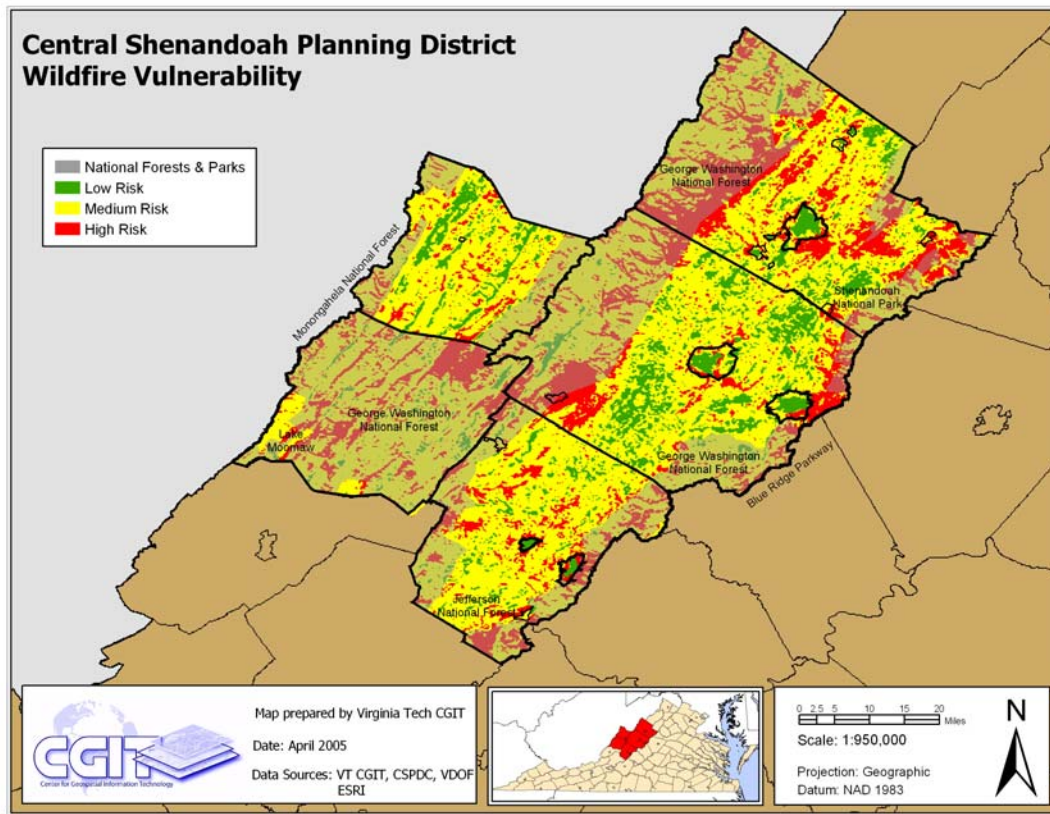 Central Shenandoah Planning District
Wildfire Vulnerability
National Forests & Parks
Low Risk
Medium Risk
High Risk
George Washington
National Forest
Monongahela National Forest
Shenandoah
National Park
George Washington
National Forest
Lake
Moomaw
George Washington
National Forest
Blue Ridge Parkway
Jefferson
National Forest
CGIT
Center for Geospatial Information Technology
Map prepared by Virginia Tech CGIT
Date: April 2005
Data Sources: VT CGIT, CSPDC, VDOF
ESRI
0 2.5 5 10 15 20
Miles
Scale: 1:950,000
Projection: Geographic
Datum: NAD 1983
N